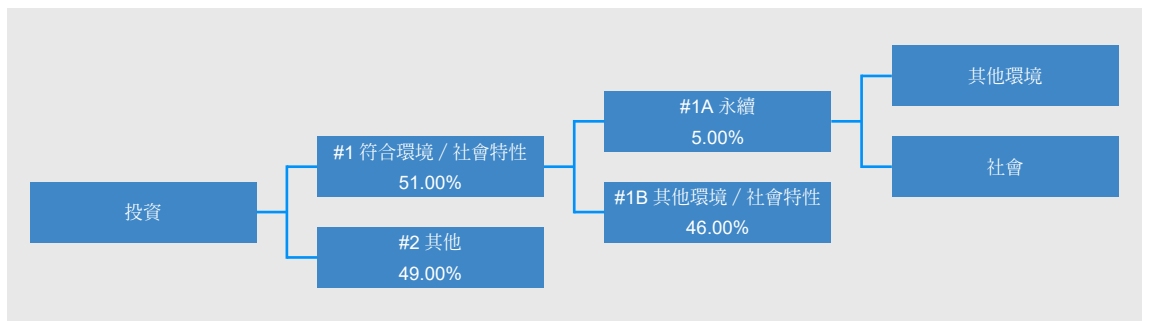 投資
#1 符合環境 / 社會特性
51.00%
#2 其他
49.00%
#1A 永續
5.00%
#1B 其他環境 / 社會特性
46.00%
其他環境
社會